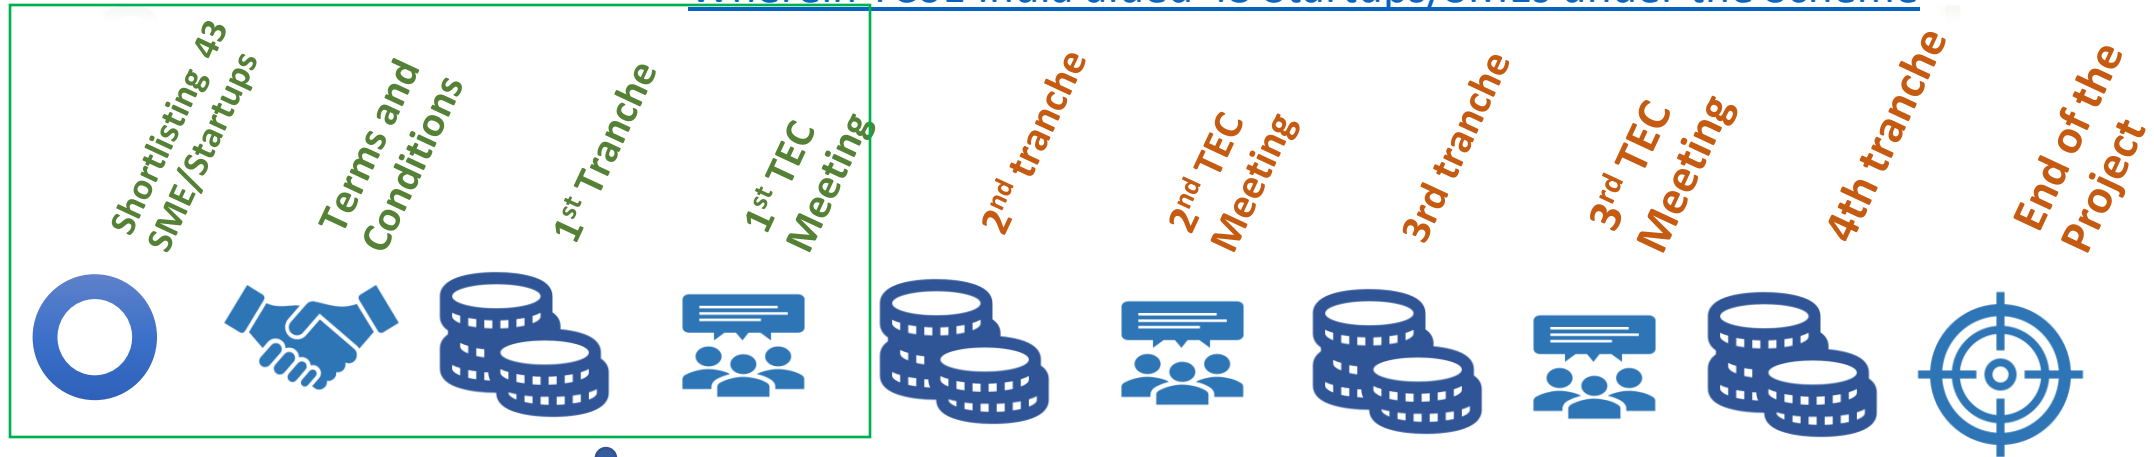 Shortlisting 43
SME/Startups
Terms and
Conditions
1st Tranche
1st TEC
Meeting
2nd tranche
2nd TEC
Meeting
3rd tranche
3rd TEC
Meeting
4th tranche
End of the
Project